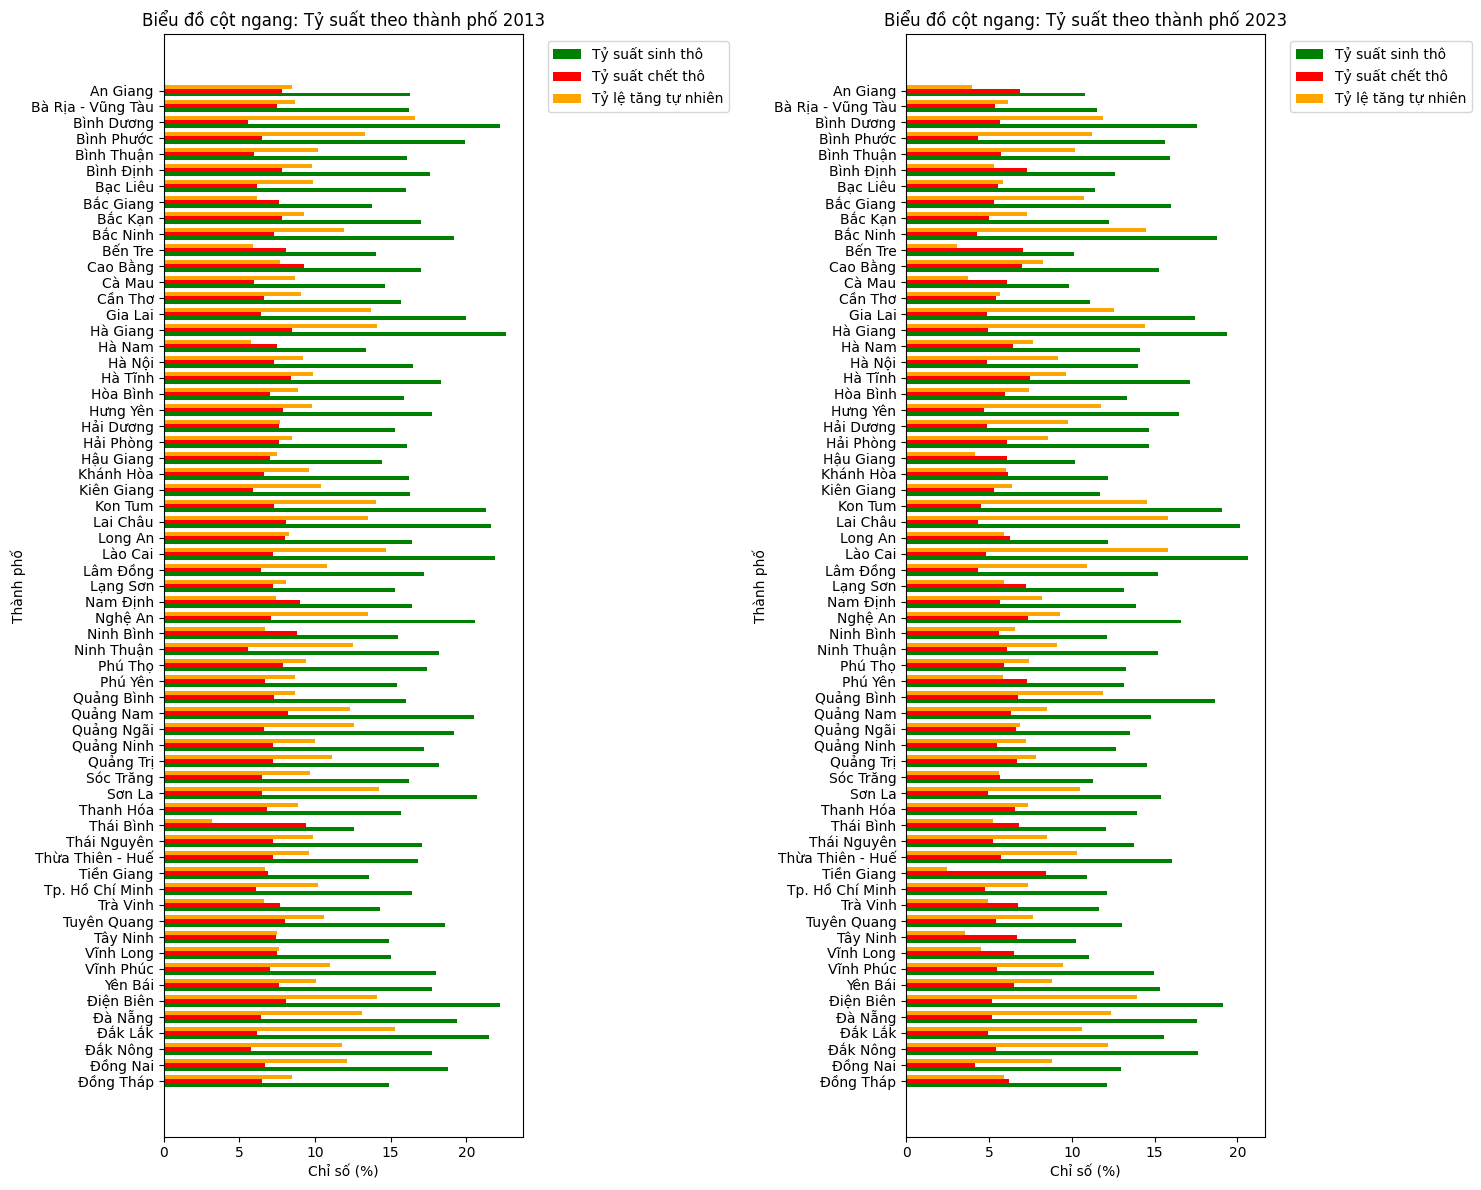 Biểu đồ cột ngang: Tỷ suất theo thành phố 2013
Tỷ suất sinh thô
Tỷ suất chết thô
Tỷ lệ tăng tự nhiên
Thành phố
An Giang
Bà Rịa - Vũng Tàu
Bình Dương
Bình Phước
Bình Thuận
Bình Định
Bạc Liêu
Bắc Giang
Bắc Kạn
Bắc Ninh
Bến Tre
Cao Bằng
Cà Mau
Cần Thơ
Gia Lai
Hà Giang
Hà Nam
Hà Nội
Hà Tĩnh
Hòa Bình
Hưng Yên
Hải Dương
Hải Phòng
Hậu Giang
Khánh Hòa
Kiên Giang
Kon Tum
Lai Châu
Long An
Lào Cai
Lâm Đồng
Lạng Sơn
Nam Định
Nghệ An
Ninh Bình
Ninh Thuận
Phú Thọ
Phú Yên
Quảng Bình
Quảng Nam
Quảng Ngãi
Quảng Ninh
Quảng Trị
Sóc Trăng
Sơn La
Thanh Hóa
Thái Bình
Thái Nguyên
Thừa Thiên - Huế
Tiền Giang
Tp. Hồ Chí Minh
Trà Vinh
Tuyên Quang
Tây Ninh
Vĩnh Long
Vĩnh Phúc
Yên Bái
Điện Biên
Đà Nẵng
Đắk Lắk
Đắk Nông
Đồng Nai
Đồng Tháp
0 5 10 15 20
Chỉ số (%)
Biểu đồ cột ngang: Tỷ suất theo thành phố 2023
Tỷ suất sinh thô
Tỷ suất chết thô
Tỷ lệ tăng tự nhiên
Thành phố
An Giang
Bà Rịa - Vũng Tàu
Bình Dương
Bình Phước
Bình Thuận
Bình Định
Bạc Liêu
Bắc Giang
Bắc Kạn
Bắc Ninh
Bến Tre
Cao Bằng
Cà Mau
Cần Thơ
Gia Lai
Hà Giang
Hà Nam
Hà Nội
Hà Tĩnh
Hòa Bình
Hưng Yên
Hải Dương
Hải Phòng
Hậu Giang
Khánh Hòa
Kiên Giang
Kon Tum
Lai Châu
Long An
Lào Cai
Lâm Đồng
Lạng Sơn
Nam Định
Nghệ An
Ninh Bình
Ninh Thuận
Phú Thọ
Phú Yên
Quảng Bình
Quảng Nam
Quảng Ngãi
Quảng Ninh
Quảng Trị
Sóc Trăng
Sơn La
Thanh Hóa
Thái Bình
Thái Nguyên
Thừa Thiên - Huế
Tiền Giang
Tp. Hồ Chí Minh
Trà Vinh
Tuyên Quang
Tây Ninh
Vĩnh Long
Vĩnh Phúc
Yên Bái
Điện Biên
Đà Nẵng
Đắk Lắk
Đắk Nông
Đồng Nai
Đồng Tháp
0 5 10 15 20
Chỉ số (%)